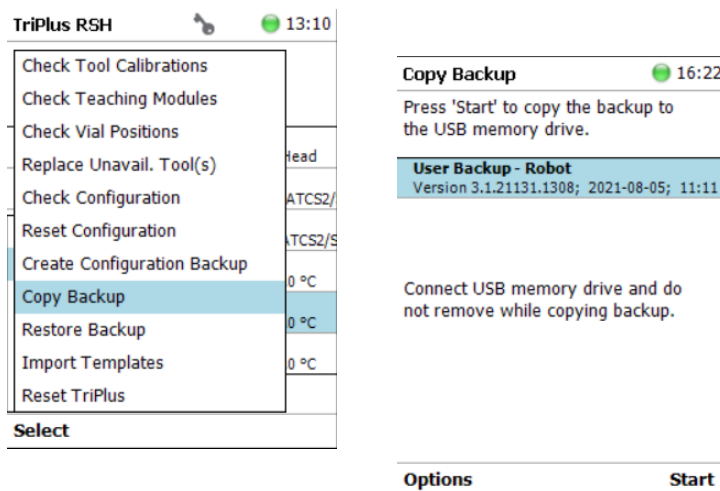 TriPlus RSH 13:10
Check Tool Calibrations
Check Teaching Modules
Check Vial Positions
Replace Unavail. Tool(s)
Check Configuration
Reset Configuration
Create Configuration Backup
Copy Backup
Restore Backup
Import Templates
Reset TriPlus
Head
ATCS2/
ATCS2/S
0 °C
0 °C
0 °C
Select
Copy Backup 16:22
Press 'Start' to copy the backup to
the USB memory drive.
User Backup - Robot
Version 3.1.21131.1308; 2021-08-05; 11:11
Connect USB memory drive and do
not remove while copying backup.
Options Start